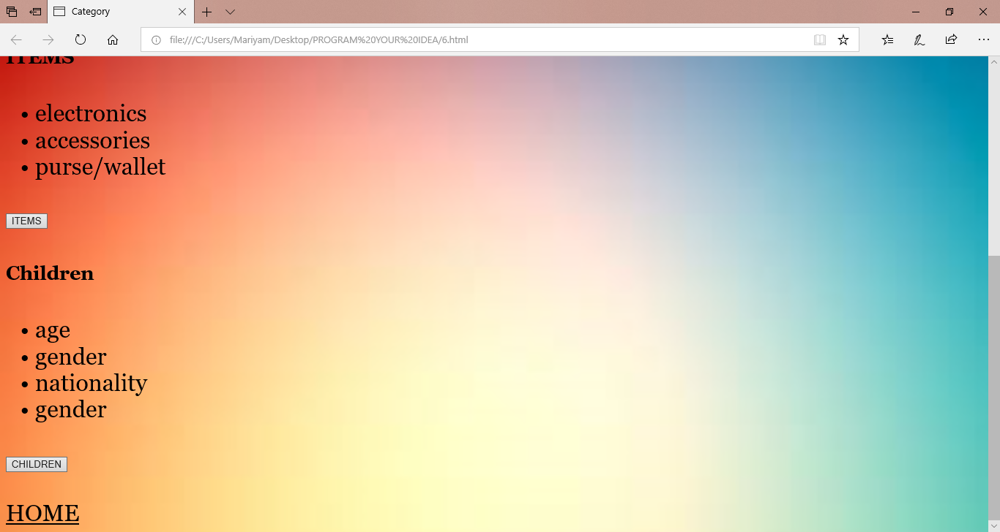 Category
file:///C:/Users/Mariyam/Desktop/PROGRAM%20YOUR%20IDEA/6.html
ITEMS
• electronics
• accessories
• purse/wallet
ITEMS
Children
• age
• gender
• nationality
• gender
CHILDREN
HOME